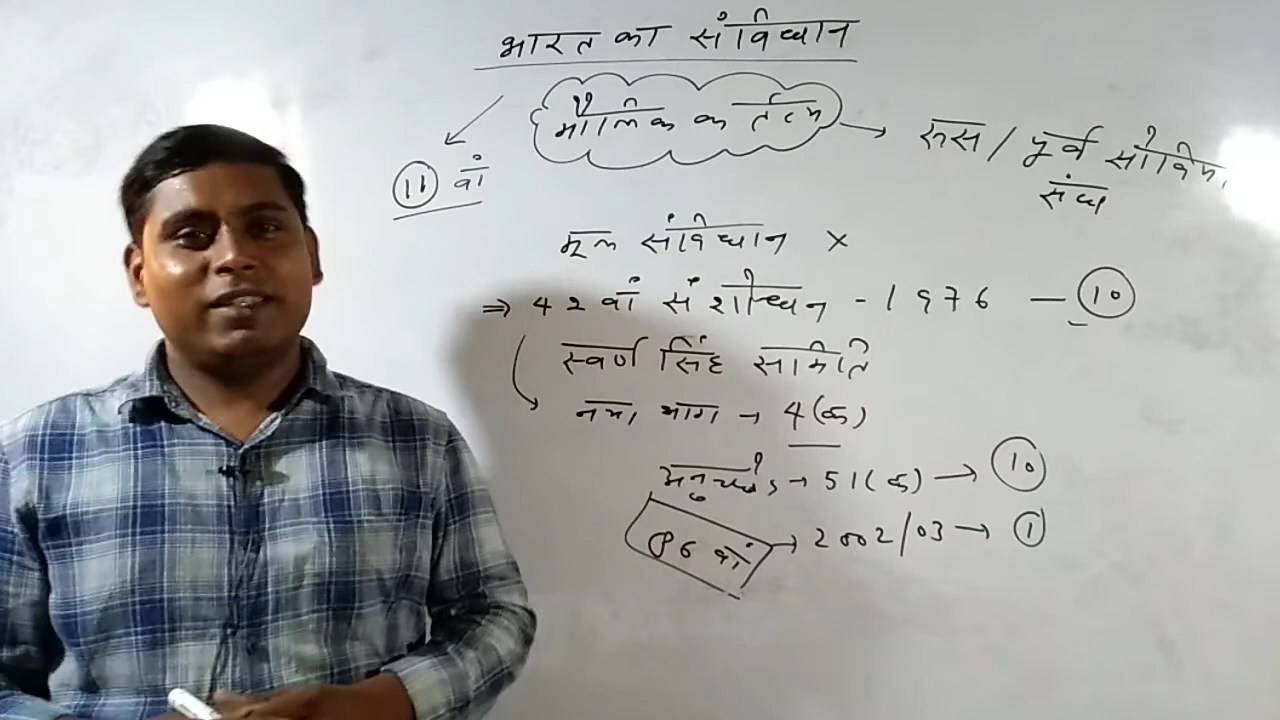 भारत का संविधान
मौलिक कर्तव्य → रूस / पूर्व सोवियत संघ
11 वां
मूल संविधान ×
⇒ 42 वां संशोधन - 1976 — 10
स्वर्ण सिंह समिति
नया भाग → 4(क)
अनुच्छेद → 51(क) → 10
86 वां → 2002/03 → 1